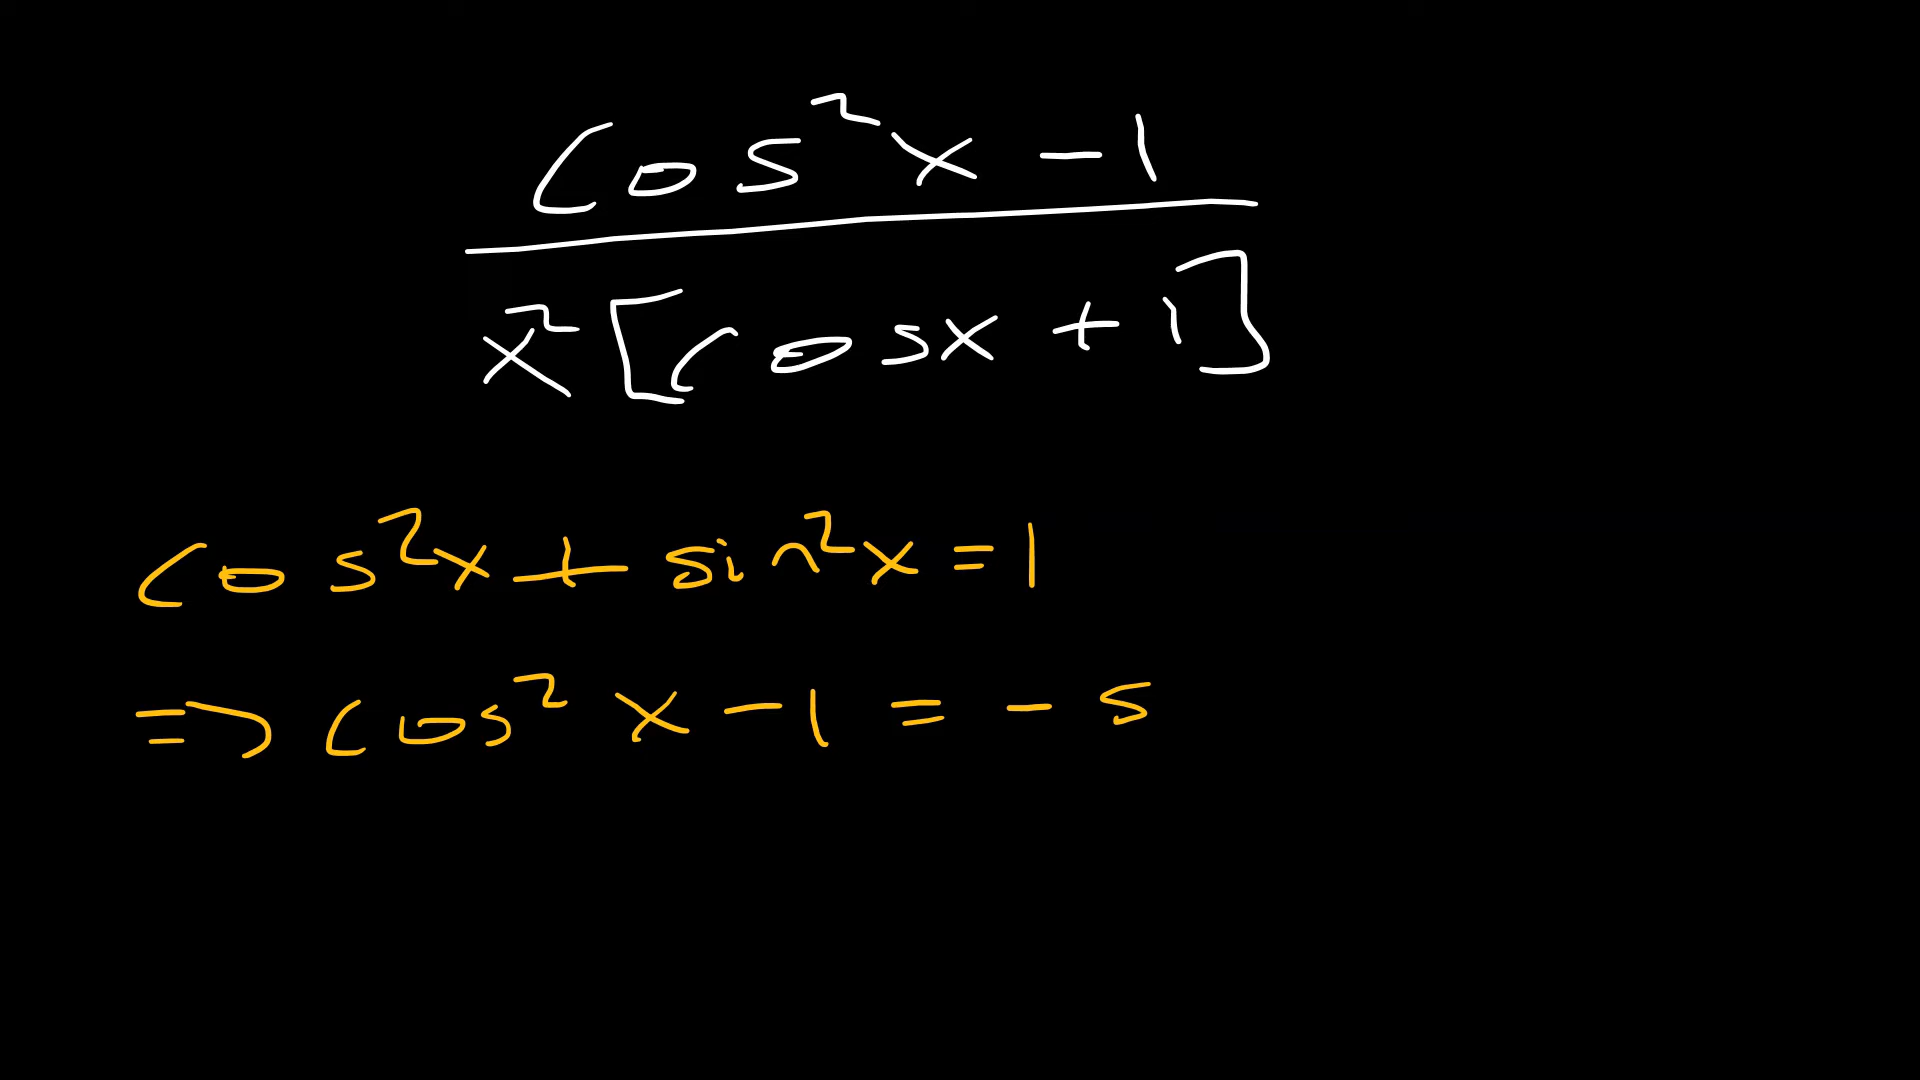 cos²x - 1
x² [cosx + 1]
cos²x + sin²x = 1
=> cos² x - 1 = - s